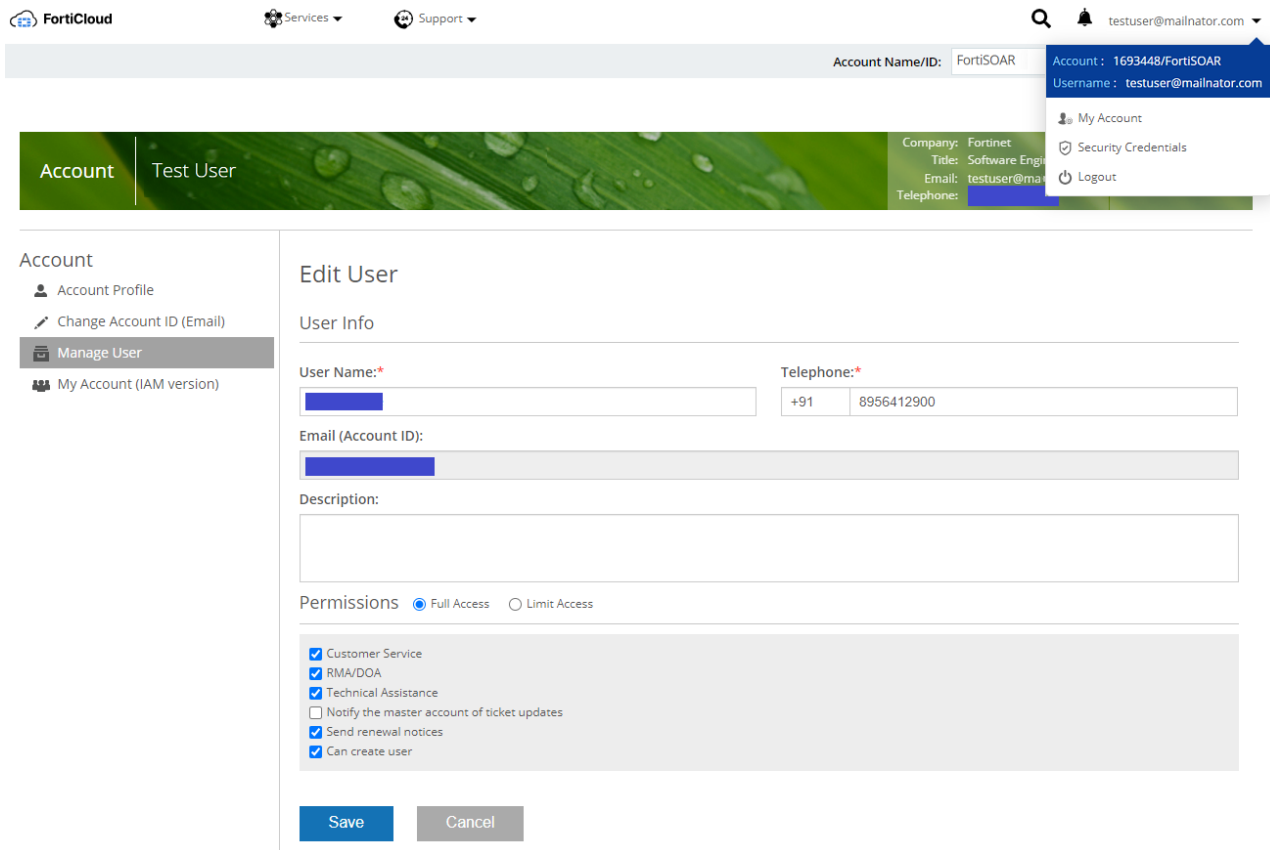 FortiCloud Services Support testuser@mailnator.com
Account Name/ID: FortiSOAR
Account : 1693448/FortiSOAR
Username : testuser@mailnator.com
My Account
Security Credentials
Logout
Account Test User
Company: Fortinet
Title: Software Engi
Email: testuser@ma
Telephone:
Account
Account Profile
Change Account ID (Email)
Manage User
My Account (IAM version)
Edit User
User Info
User Name:* Telephone:*
+91 8956412900
Email (Account ID):
Description:
Permissions Full Access Limit Access
Customer Service
RMA/DOA
Technical Assistance
Notify the master account of ticket updates
Send renewal notices
Can create user
Save Cancel